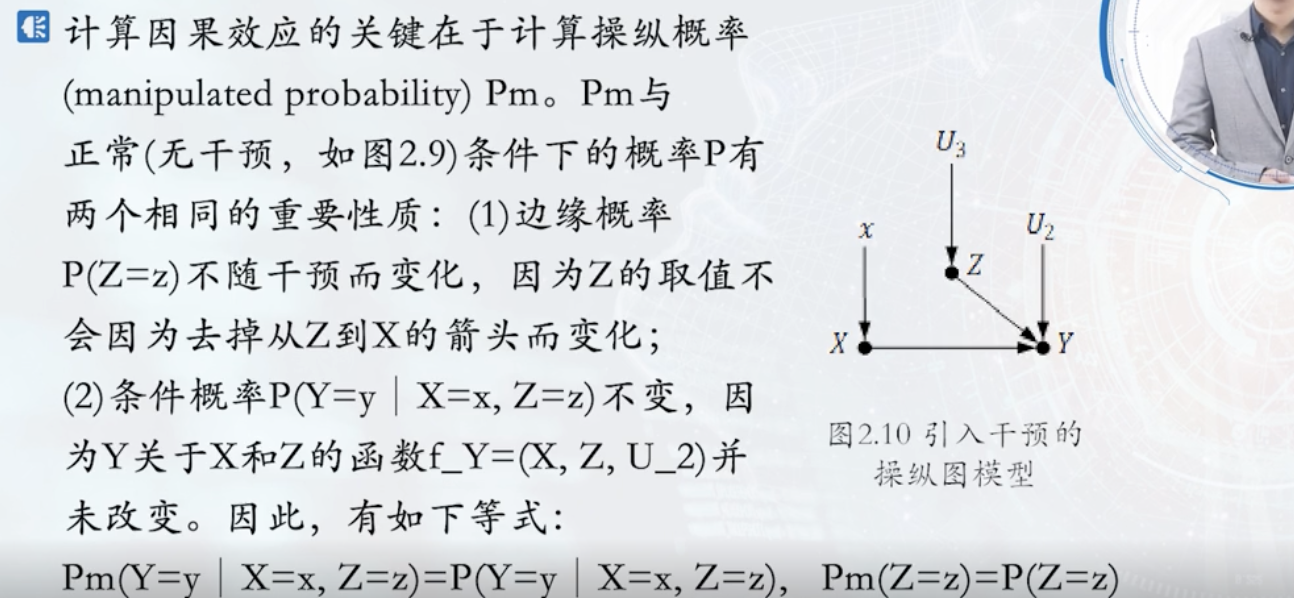 计算因果效应的关键在于计算操纵概率
(manipulated probability) Pm。Pm与
正常(无干预，如图2.9)条件下的概率P有
两个相同的重要性质：(1)边缘概率
P(Z=z)不随干预而变化，因为Z的取值不
会因为去掉从Z到X的箭头而变化；
(2)条件概率P(Y=y｜X=x, Z=z)不变，因
为Y关于X和Z的函数f_Y=(X, Z, U_2)并
未改变。因此，有如下等式：
Pm(Y=y｜X=x, Z=z)=P(Y=y｜X=x, Z=z)， Pm(Z=z)=P(Z=z)
U₃
x
U₂
Z
X
Y
图2.10 引入干预的
操纵图模型